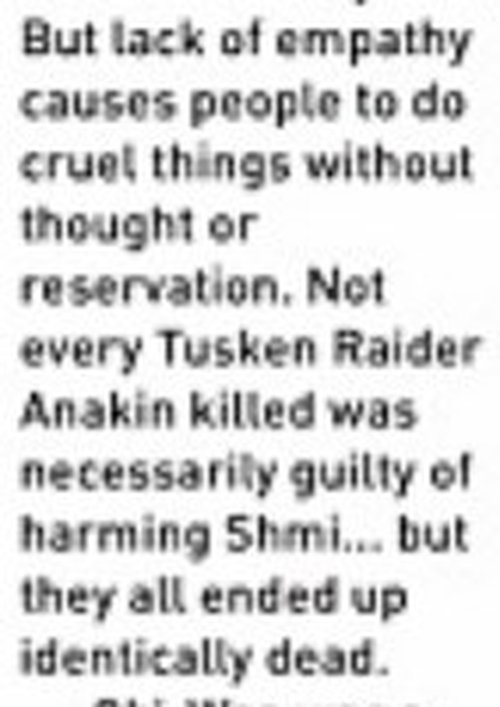 But lack of empathy
causes people to do
cruel things without
thought or
reservation. Not
every Tusken Raider
Anakin killed was
necessarily guilty of
harming Shmi... but
they all ended up
identically dead.